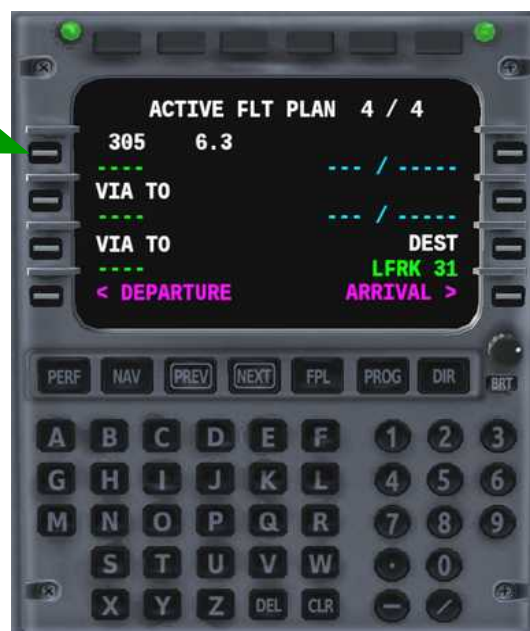 ACTIVE FLT PLAN 4 / 4
305 6.3
---- --- / -----
VIA TO
---- --- / -----
VIA TO DEST
---- LFRK 31
< DEPARTURE ARRIVAL >
PERF NAV PREV NEXT FPL PROG DIR BRT
A B C D E F 1 2 3
G H I J K L 4 5 6
M N O P Q R 7 8 9
S T U V W · 0
X Y Z DEL CLR - /